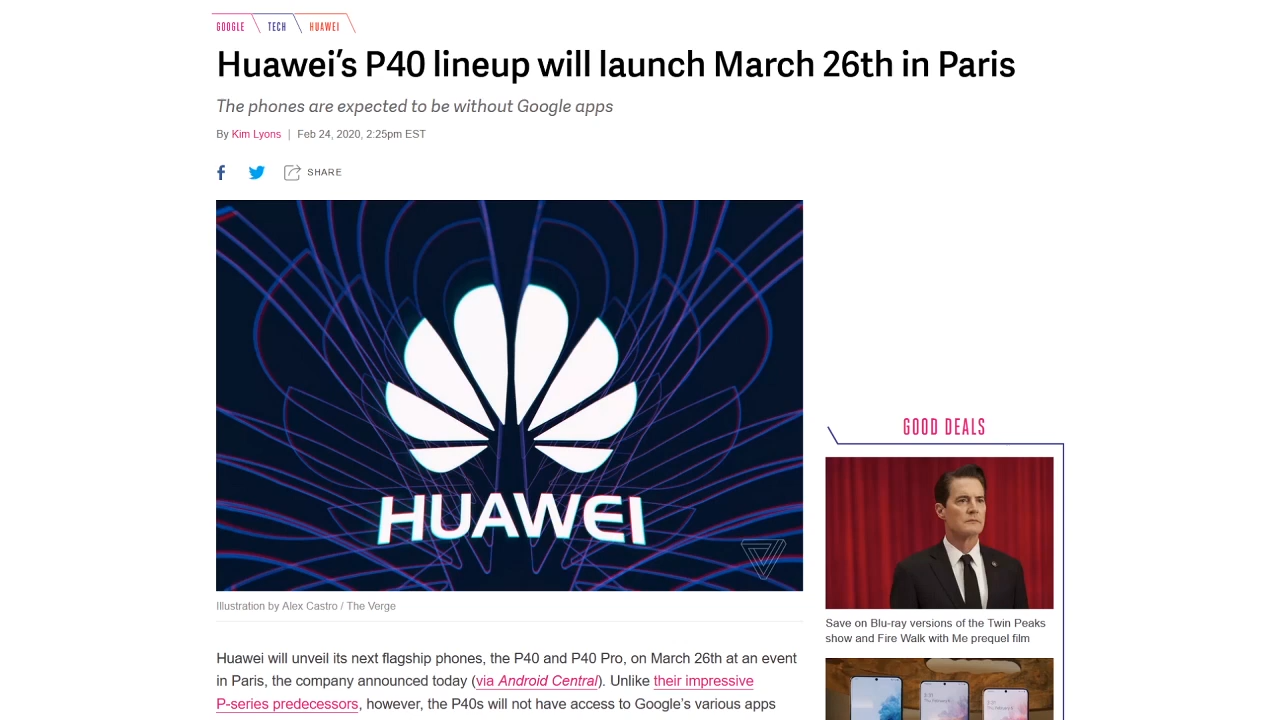 GOOGLE TECH HUAWEI
Huawei's P40 lineup will launch March 26th in Paris
The phones are expected to be without Google apps
By Kim Lyons | Feb 24, 2020, 2:25pm EST
SHARE
HUAWEI
Illustration by Alex Castro / The Verge
Huawei will unveil its next flagship phones, the P40 and P40 Pro, on March 26th at an event
in Paris, the company announced today (via Android Central). Unlike their impressive
P-series predecessors, however, the P40s will not have access to Google's various apps
GOOD DEALS
Save on Blu-ray versions of the Twin Peaks
show and Fire Walk with Me prequel film